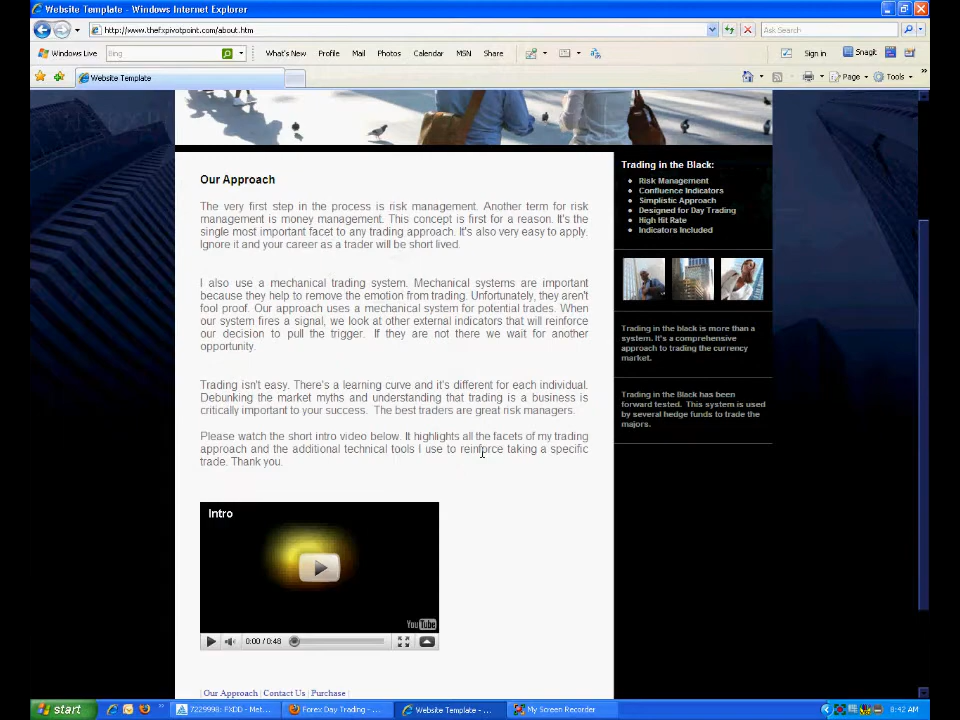 Website Template - Windows Internet Explorer
http://www.thefxpivotpoint.com/about.htm
Ask Search
Windows Live
Bing
What's New
Profile
Mail
Photos
Calendar
MSN
Share
Sign in
Snagit
Website Template
Page
Tools
Our Approach
The very first step in the process is risk management. Another term for risk
management is money management. This concept is first for a reason. It's the
single most important facet to any trading approach. It's also very easy to apply.
Ignore it and your career as a trader will be short lived.
I also use a mechanical trading system. Mechanical systems are important
because they help to remove the emotion from trading. Unfortunately, they aren't
fool proof. Our approach uses a mechanical system for potential trades. When
our system fires a signal, we look at other external indicators that will reinforce
our decision to pull the trigger. If they are not there we wait for another
opportunity.
Trading isn't easy. There's a learning curve and it's different for each individual.
Debunking the market myths and understanding that trading is a business is
critically important to your success. The best traders are great risk managers.
Please watch the short intro video below. It highlights all the facets of my trading
approach and the additional technical tools I use to reinforce taking a specific
trade. Thank you.
Intro
YouTube
0:00 / 0:48
| Our Approach | Contact Us | Purchase |
Trading in the Black:
Risk Management
Confluence Indicators
Simplistic Approach
Designed for Day Trading
High Hit Rate
Indicators Included
Trading in the black is more than a
system. It's a comprehensive
approach to trading the currency
market.
Trading in the Black has been
forward tested. This system is used
by several hedge funds to trade the
majors.
start
7229998: FXDD - Met...
Forex Day Trading - ...
Website Template - ...
My Screen Recorder
8:42 AM